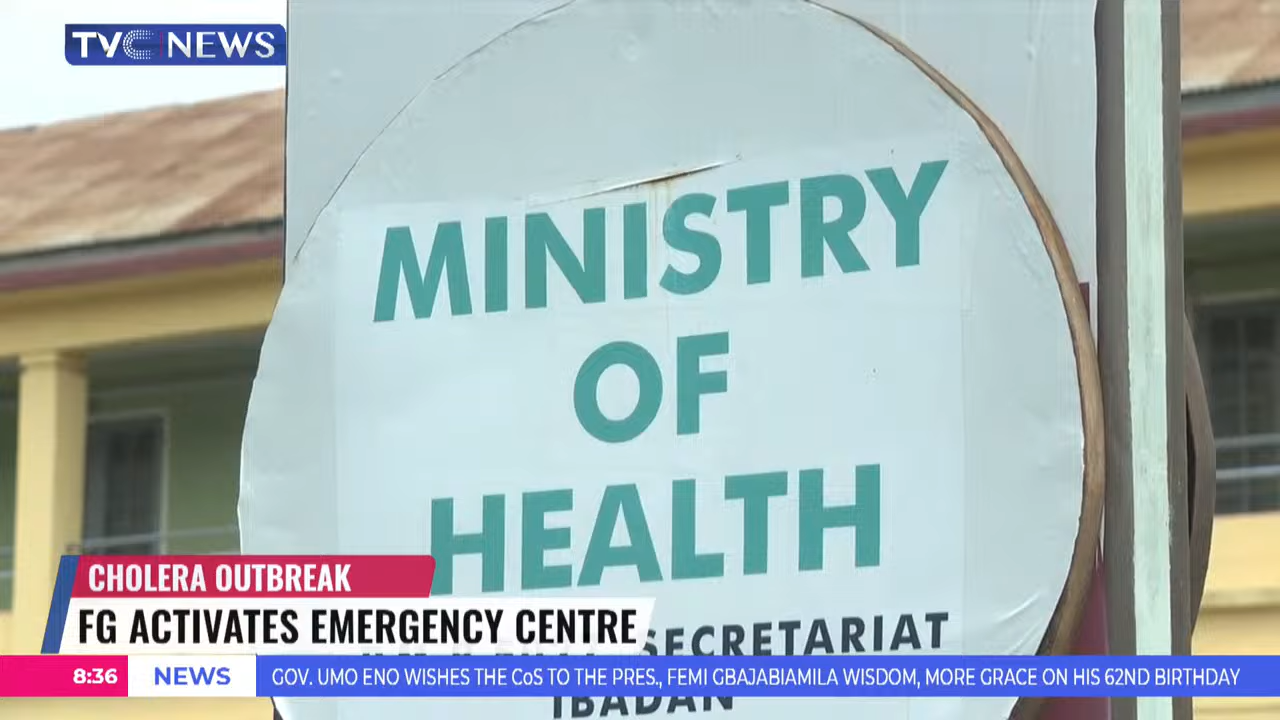 TVC NEWS
MINISTRY
OF
HEALTH
SECRETARIAT
IBADAN
CHOLERA OUTBREAK
FG ACTIVATES EMERGENCY CENTRE
8:36 NEWS GOV. UMO ENO WISHES THE CoS TO THE PRES., FEMI GBAJABIAMILA WISDOM, MORE GRACE ON HIS 62ND BIRTHDAY